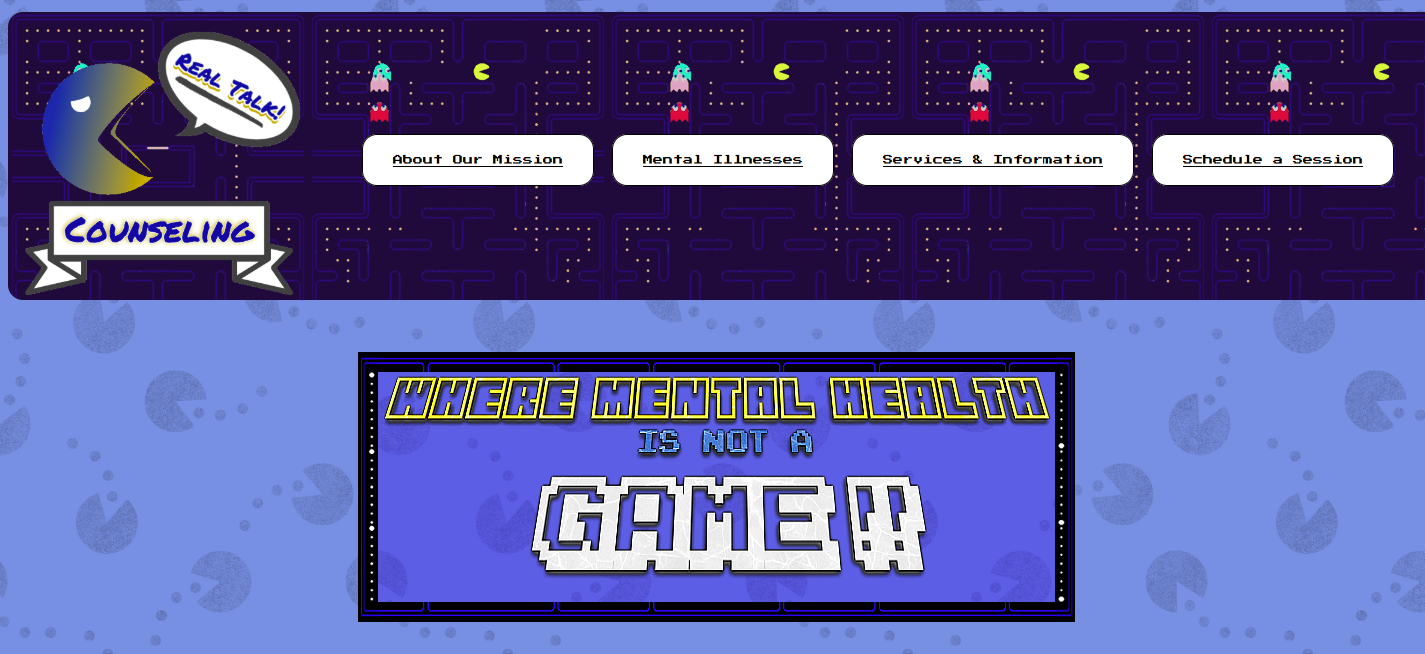 Real Talk!
Counseling
About Our Mission
Mental Illnesses
Services & Information
Schedule a Session
WHERE MENTAL HEALTH
IS NOT A
GAME!!